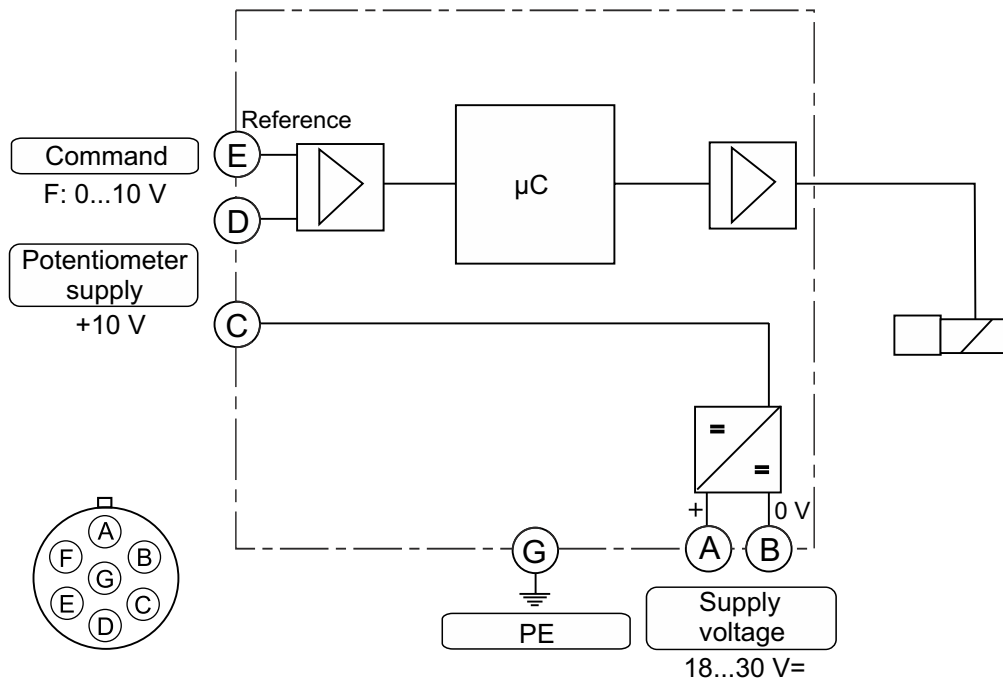 Reference
E
Command
F: 0...10 V
D
µC
Potentiometer
supply
+10 V
C
+
0 V
A
B
G
PE
Supply
voltage
18...30 V=
A
F
B
G
E
C
D